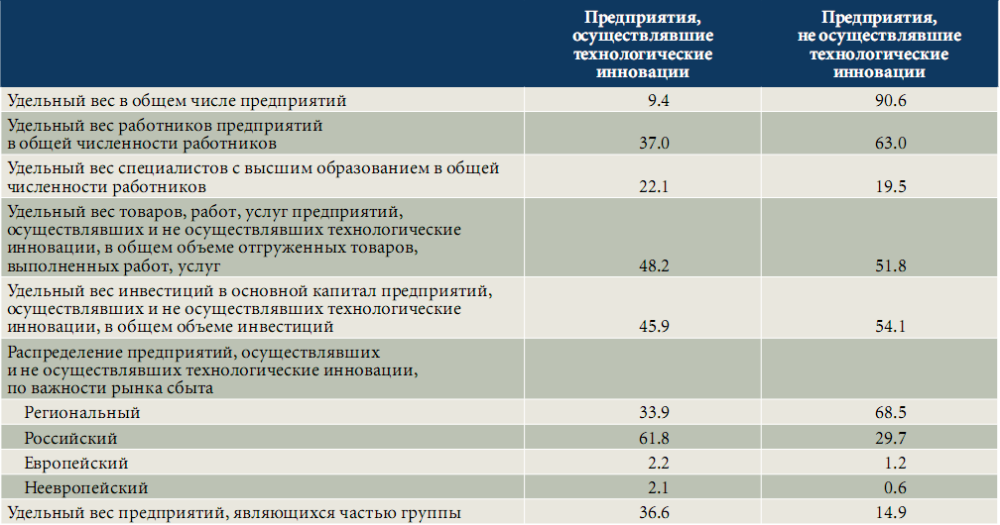 Предприятия,
осуществлявшие
технологические
инновации
Предприятия,
не осуществлявшие
технологические
инновации
Удельный вес в общем числе предприятий 9.4 90.6
Удельный вес работников предприятий
в общей численности работников 37.0 63.0
Удельный вес специалистов с высшим образованием в общей
численности работников 22.1 19.5
Удельный вес товаров, работ, услуг предприятий,
осуществлявших и не осуществлявших технологические
инновации, в общем объеме отгруженных товаров,
выполненных работ, услуг 48.2 51.8
Удельный вес инвестиций в основной капитал предприятий,
осуществлявших и не осуществлявших технологические
инновации, в общем объеме инвестиций 45.9 54.1
Распределение предприятий, осуществлявших
и не осуществлявших технологические инновации,
по важности рынка сбыта
Региональный 33.9 68.5
Российский 61.8 29.7
Европейский 2.2 1.2
Неевропейский 2.1 0.6
Удельный вес предприятий, являющихся частью группы 36.6 14.9